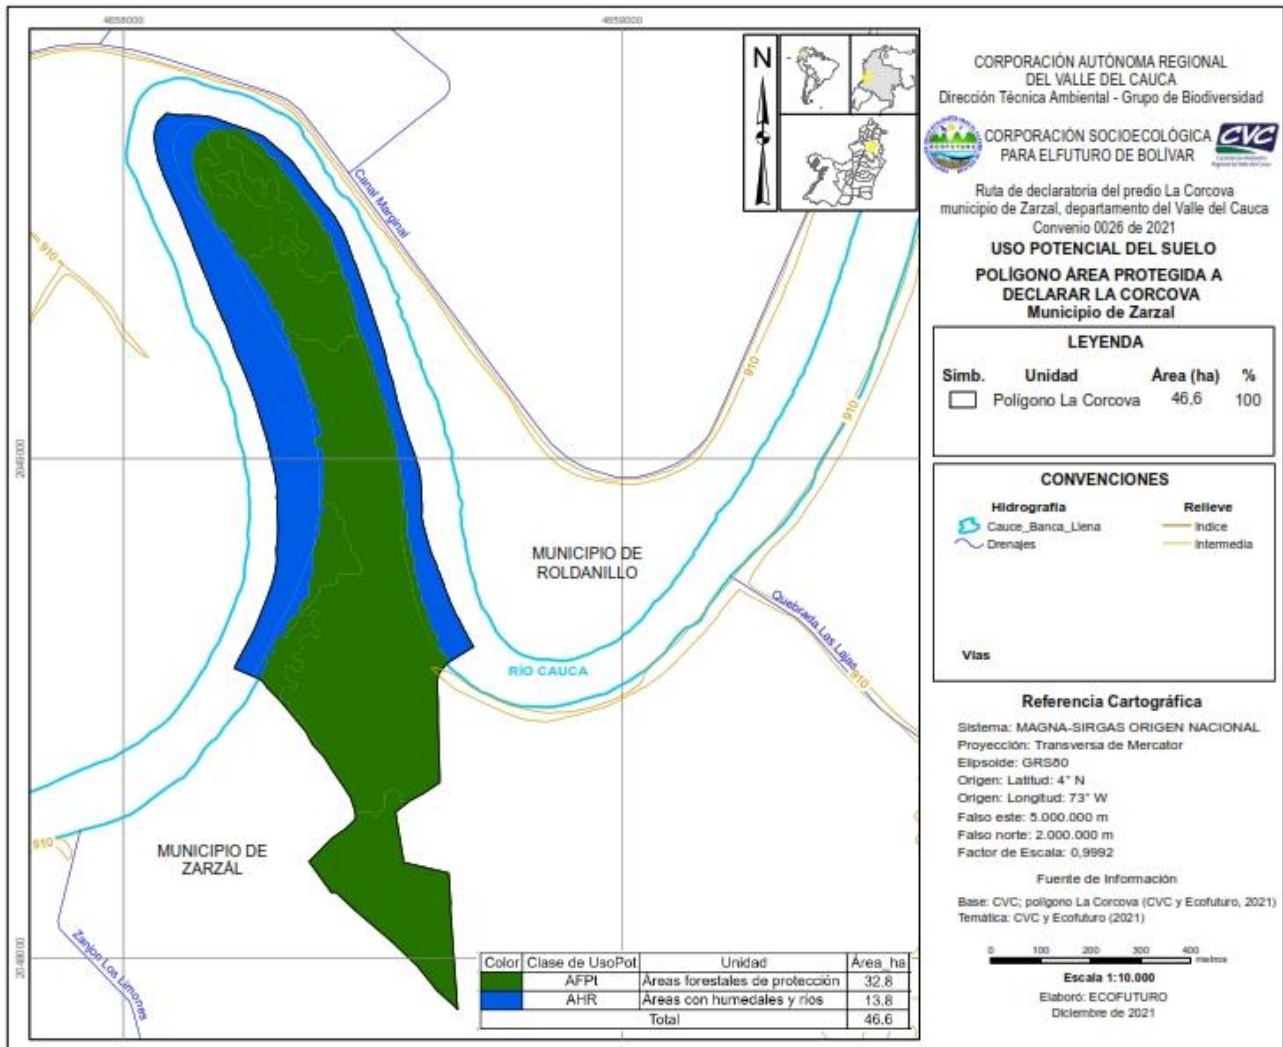 4658000
4659000
2049000
2048000
N
910
Canal Marginal
910
910
MUNICIPIO DE
ROLDANILLO
Quebrada Las Lajas
910
RÍO CAUCA
910
MUNICIPIO DE
ZARZÁL
Zanjon Los Limones
Color Clase de UsoPot Unidad Área_ha
AFPt Áreas forestales de protección 32,8
AHR Áreas con humedales y ríos 13,8
Total 46,6
CORPORACIÓN AUTÓNOMA REGIONAL
DEL VALLE DEL CAUCA
Dirección Técnica Ambiental - Grupo de Biodiversidad
ECOFUTURO
CORPORACIÓN SOCIOECOLÓGICA
PARA ELFUTURO DE BOLÍVAR
CVC
Ruta de declaratoria del predio La Corcova
municipio de Zarzal, departamento del Valle del Cauca
Convenio 0026 de 2021
USO POTENCIAL DEL SUELO
POLÍGONO ÁREA PROTEGIDA A
DECLARAR LA CORCOVA
Municipio de Zarzal
LEYENDA
Simb. Unidad Área (ha) %
Polígono La Corcova 46,6 100
CONVENCIONES
Hidrografía Relieve
Cauce_Banca_Llena Indice
Drenajes Intermedia
Vías
Referencia Cartográfica
Sistema: MAGNA-SIRGAS ORIGEN NACIONAL
Proyección: Transversa de Mercator
Elipsoide: GRS80
Origen: Latitud: 4° N
Origen: Longitud: 73° W
Falso este: 5.000.000 m
Falso norte: 2.000.000 m
Factor de Escala: 0,9992
Fuente de Información
Base: CVC; polígono La Corcova (CVC y Ecofuturo, 2021)
Temática: CVC y Ecofuturo (2021)
0 100 200 300 400
metros
Escala 1:10.000
Elaboró: ECOFUTURO
Diciembre de 2021